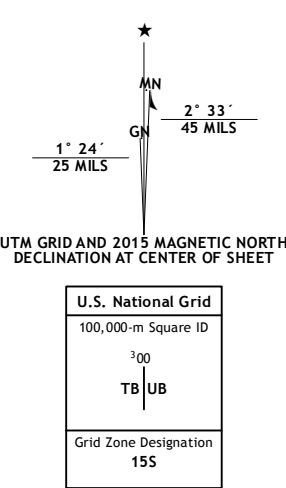 ★
MN
2° 33´
45 MILS
GN
1° 24´
25 MILS
UTM GRID AND 2015 MAGNETIC NORTH
DECLINATION AT CENTER OF SHEET
U.S. National Grid
100,000-m Square ID
³00
TB UB
Grid Zone Designation
15S